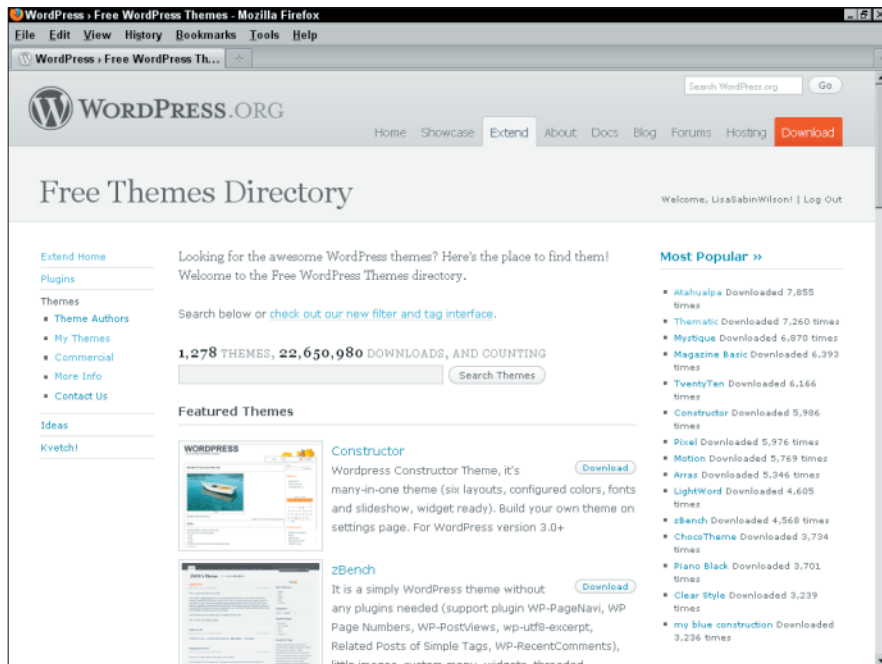 WordPress › Free WordPress Themes - Mozilla Firefox
File Edit View History Bookmarks Tools Help
WordPress › Free WordPress Th...
Search WordPress.org Go
WORDPRESS.ORG
Home Showcase Extend About Docs Blog Forums Hosting Download
Free Themes Directory
Welcome, LisaSabinWilson! | Log Out
Extend Home
Plugins
Themes
Theme Authors
My Themes
Commercial
More Info
Contact Us
Ideas
Kvetch!
Looking for the awesome WordPress themes? Here's the place to find them!
Welcome to the Free WordPress Themes directory.
Search below or check out our new filter and tag interface.
1,278 THEMES, 22,650,980 DOWNLOADS, AND COUNTING
Search Themes
Featured Themes
WORDPRESS
Constructor
Download
Wordpress Constructor Theme, it's
many-in-one theme (six layouts, configured colors, fonts
and slideshow, widget ready). Build your own theme on
settings page. For WordPress version 3.0+
zBench
Download
It is a simply WordPress theme without
any plugins needed (support plugin WP-PageNavi, WP
Page Numbers, WP-PostViews, wp-utf8-excerpt,
Related Posts of Simple Tags, WP-RecentComments),
little images, custom menu, widgets, threaded
Most Popular »
Atahualpa Downloaded 7,855
times
Thematic Downloaded 7,260 times
Mystique Downloaded 6,870 times
Magazine Basic Downloaded 6,393
times
TwentyTen Downloaded 6,166
times
Constructor Downloaded 5,986
times
Pixel Downloaded 5,976 times
Motion Downloaded 5,769 times
Arras Downloaded 5,346 times
LightWord Downloaded 4,605
times
zBench Downloaded 4,568 times
ChocoTheme Downloaded 3,734
times
Piano Black Downloaded 3,701
times
Clear Style Downloaded 3,239
times
my blue construction Downloaded
3,236 times